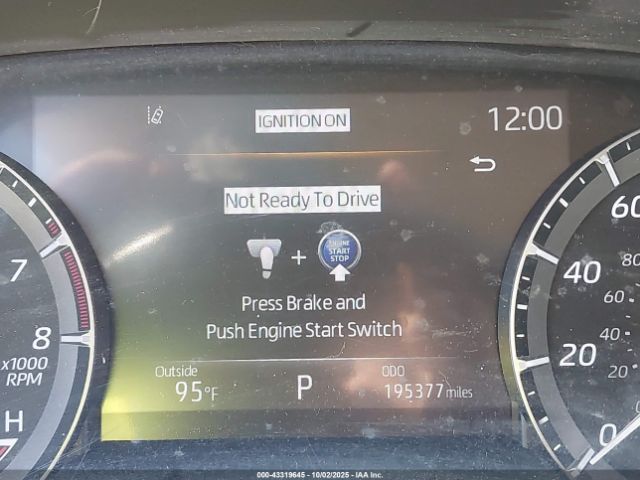 IGNITION ON
12:00
Not Ready To Drive
ENGINE
START
STOP
Press Brake and
Push Engine Start Switch
Outside
95°F
P
ODO
195377 miles
7
8
x1000
RPM
H
60
40
20
0
80
60
40
20
0
000-43319645 - 10/02/2025 - IAA Inc.